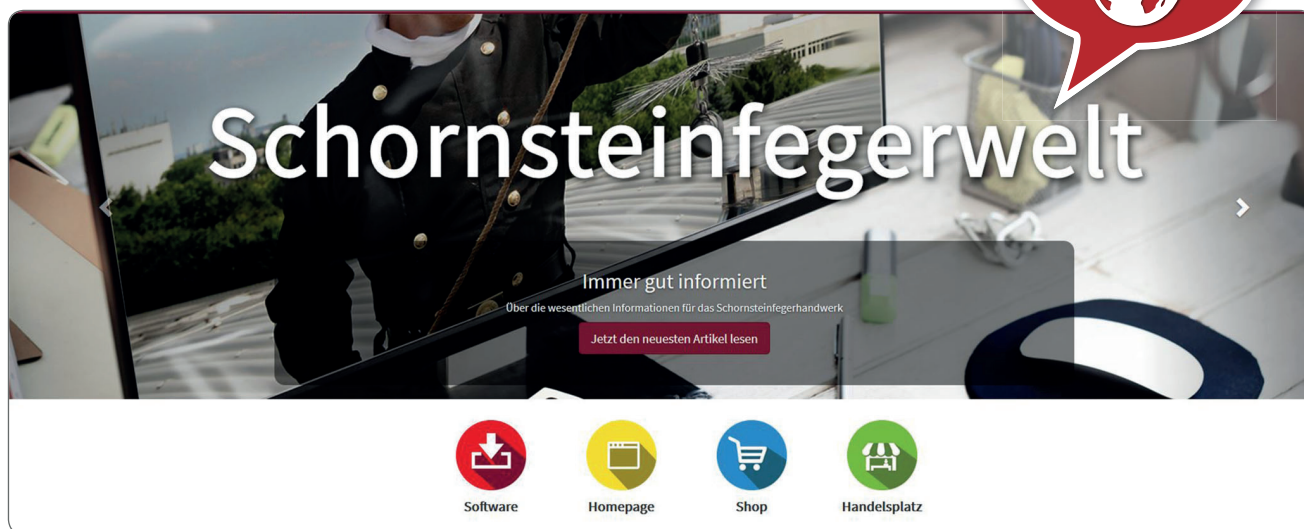 Schornsteinfegerwelt
Immer gut informiert
Über die wesentlichen Informationen für das Schornsteinfegerhandwerk
Jetzt den neuesten Artikel lesen
Software
Homepage
Shop
Handelsplatz